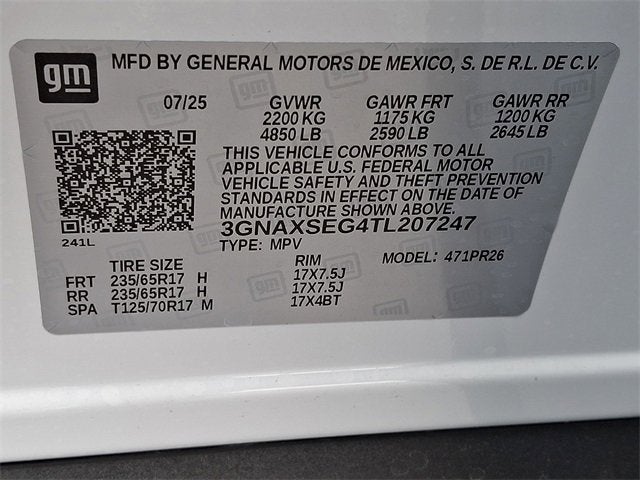 gm
MFD BY GENERAL MOTORS DE MEXICO, S. DE R.L. DE C.V.
07/25 GVWR GAWR FRT GAWR RR
2200 KG 1175 KG 1200 KG
4850 LB 2590 LB 2645 LB
THIS VEHICLE CONFORMS TO ALL
APPLICABLE U.S. FEDERAL MOTOR
VEHICLE SAFETY AND THEFT PREVENTION
STANDARDS IN EFFECT ON THE DATE OF
MANUFACTURE SHOWN ABOVE.
3GNAXSEG4TL207247
241L
TYPE: MPV MODEL: 471PR26
TIRE SIZE RIM
FRT 235/65R17 H 17X7.5J
RR 235/65R17 H 17X7.5J
SPA T125/70R17 M 17X4BT